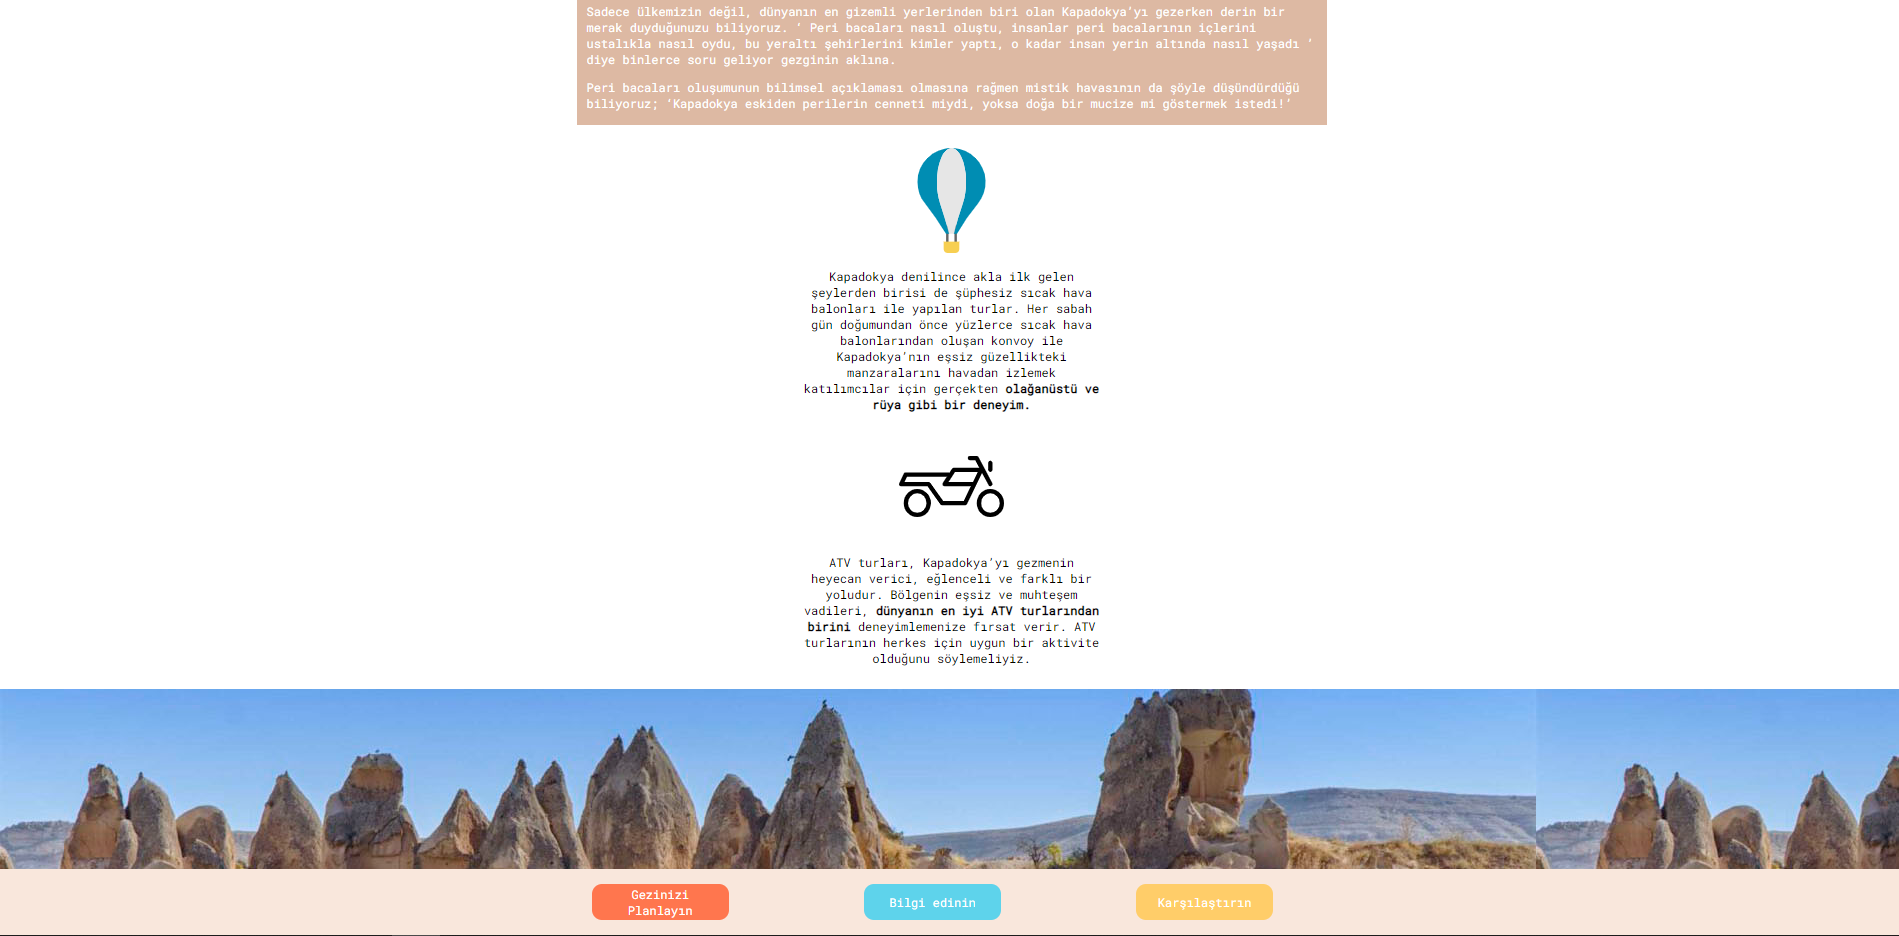 Sadece ülkemizin değil, dünyanın en gizemli yerlerinden biri olan Kapadokya’yı gezerken derin bir
merak duyduğunuzu biliyoruz. ‘ Peri bacaları nasıl oluştu, insanlar peri bacalarının içlerini
ustalıkla nasıl oydu, bu yeraltı şehirlerini kimler yaptı, o kadar insan yerin altında nasıl yaşadı ‘
diye binlerce soru geliyor gezginin aklına.
Peri bacaları oluşumunun bilimsel açıklaması olmasına rağmen mistik havasının da şöyle düşündürdüğü
biliyoruz; ‘Kapadokya eskiden perilerin cenneti miydi, yoksa doğa bir mucize mi göstermek istedi!’
Kapadokya denilince akla ilk gelen
şeylerden birisi de şüphesiz sıcak hava
balonları ile yapılan turlar. Her sabah
gün doğumundan önce yüzlerce sıcak hava
balonlarından oluşan konvoy ile
Kapadokya’nın eşsiz güzellikteki
manzaralarını havadan izlemek
katılımcılar için gerçekten olağanüstü ve
rüya gibi bir deneyim.
ATV turları, Kapadokya’yı gezmenin
heyecan verici, eğlenceli ve farklı bir
yoludur. Bölgenin eşsiz ve muhteşem
vadileri, dünyanın en iyi ATV turlarından
birini deneyimlemenize fırsat verir. ATV
turlarının herkes için uygun bir aktivite
olduğunu söylemeliyiz.
Gezinizi
Planlayın
Bilgi edinin
Karşılaştırın